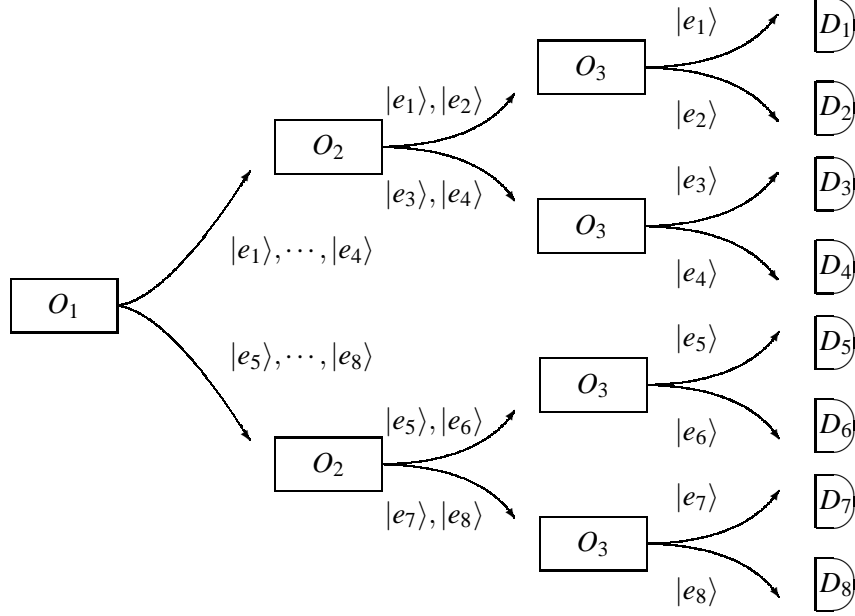 |e₁⟩
D₁
O₃
|e₁⟩, |e₂⟩
|e₂⟩
D₂
O₂
|e₃⟩, |e₄⟩
|e₃⟩
D₃
O₃
|e₁⟩, ⋯ , |e₄⟩
|e₄⟩
D₄
O₁
|e₅⟩, ⋯ , |e₈⟩
|e₅⟩
D₅
O₃
|e₅⟩, |e₆⟩
|e₆⟩
D₆
O₂
|e₇⟩, |e₈⟩
|e₇⟩
D₇
O₃
|e₈⟩
D₈